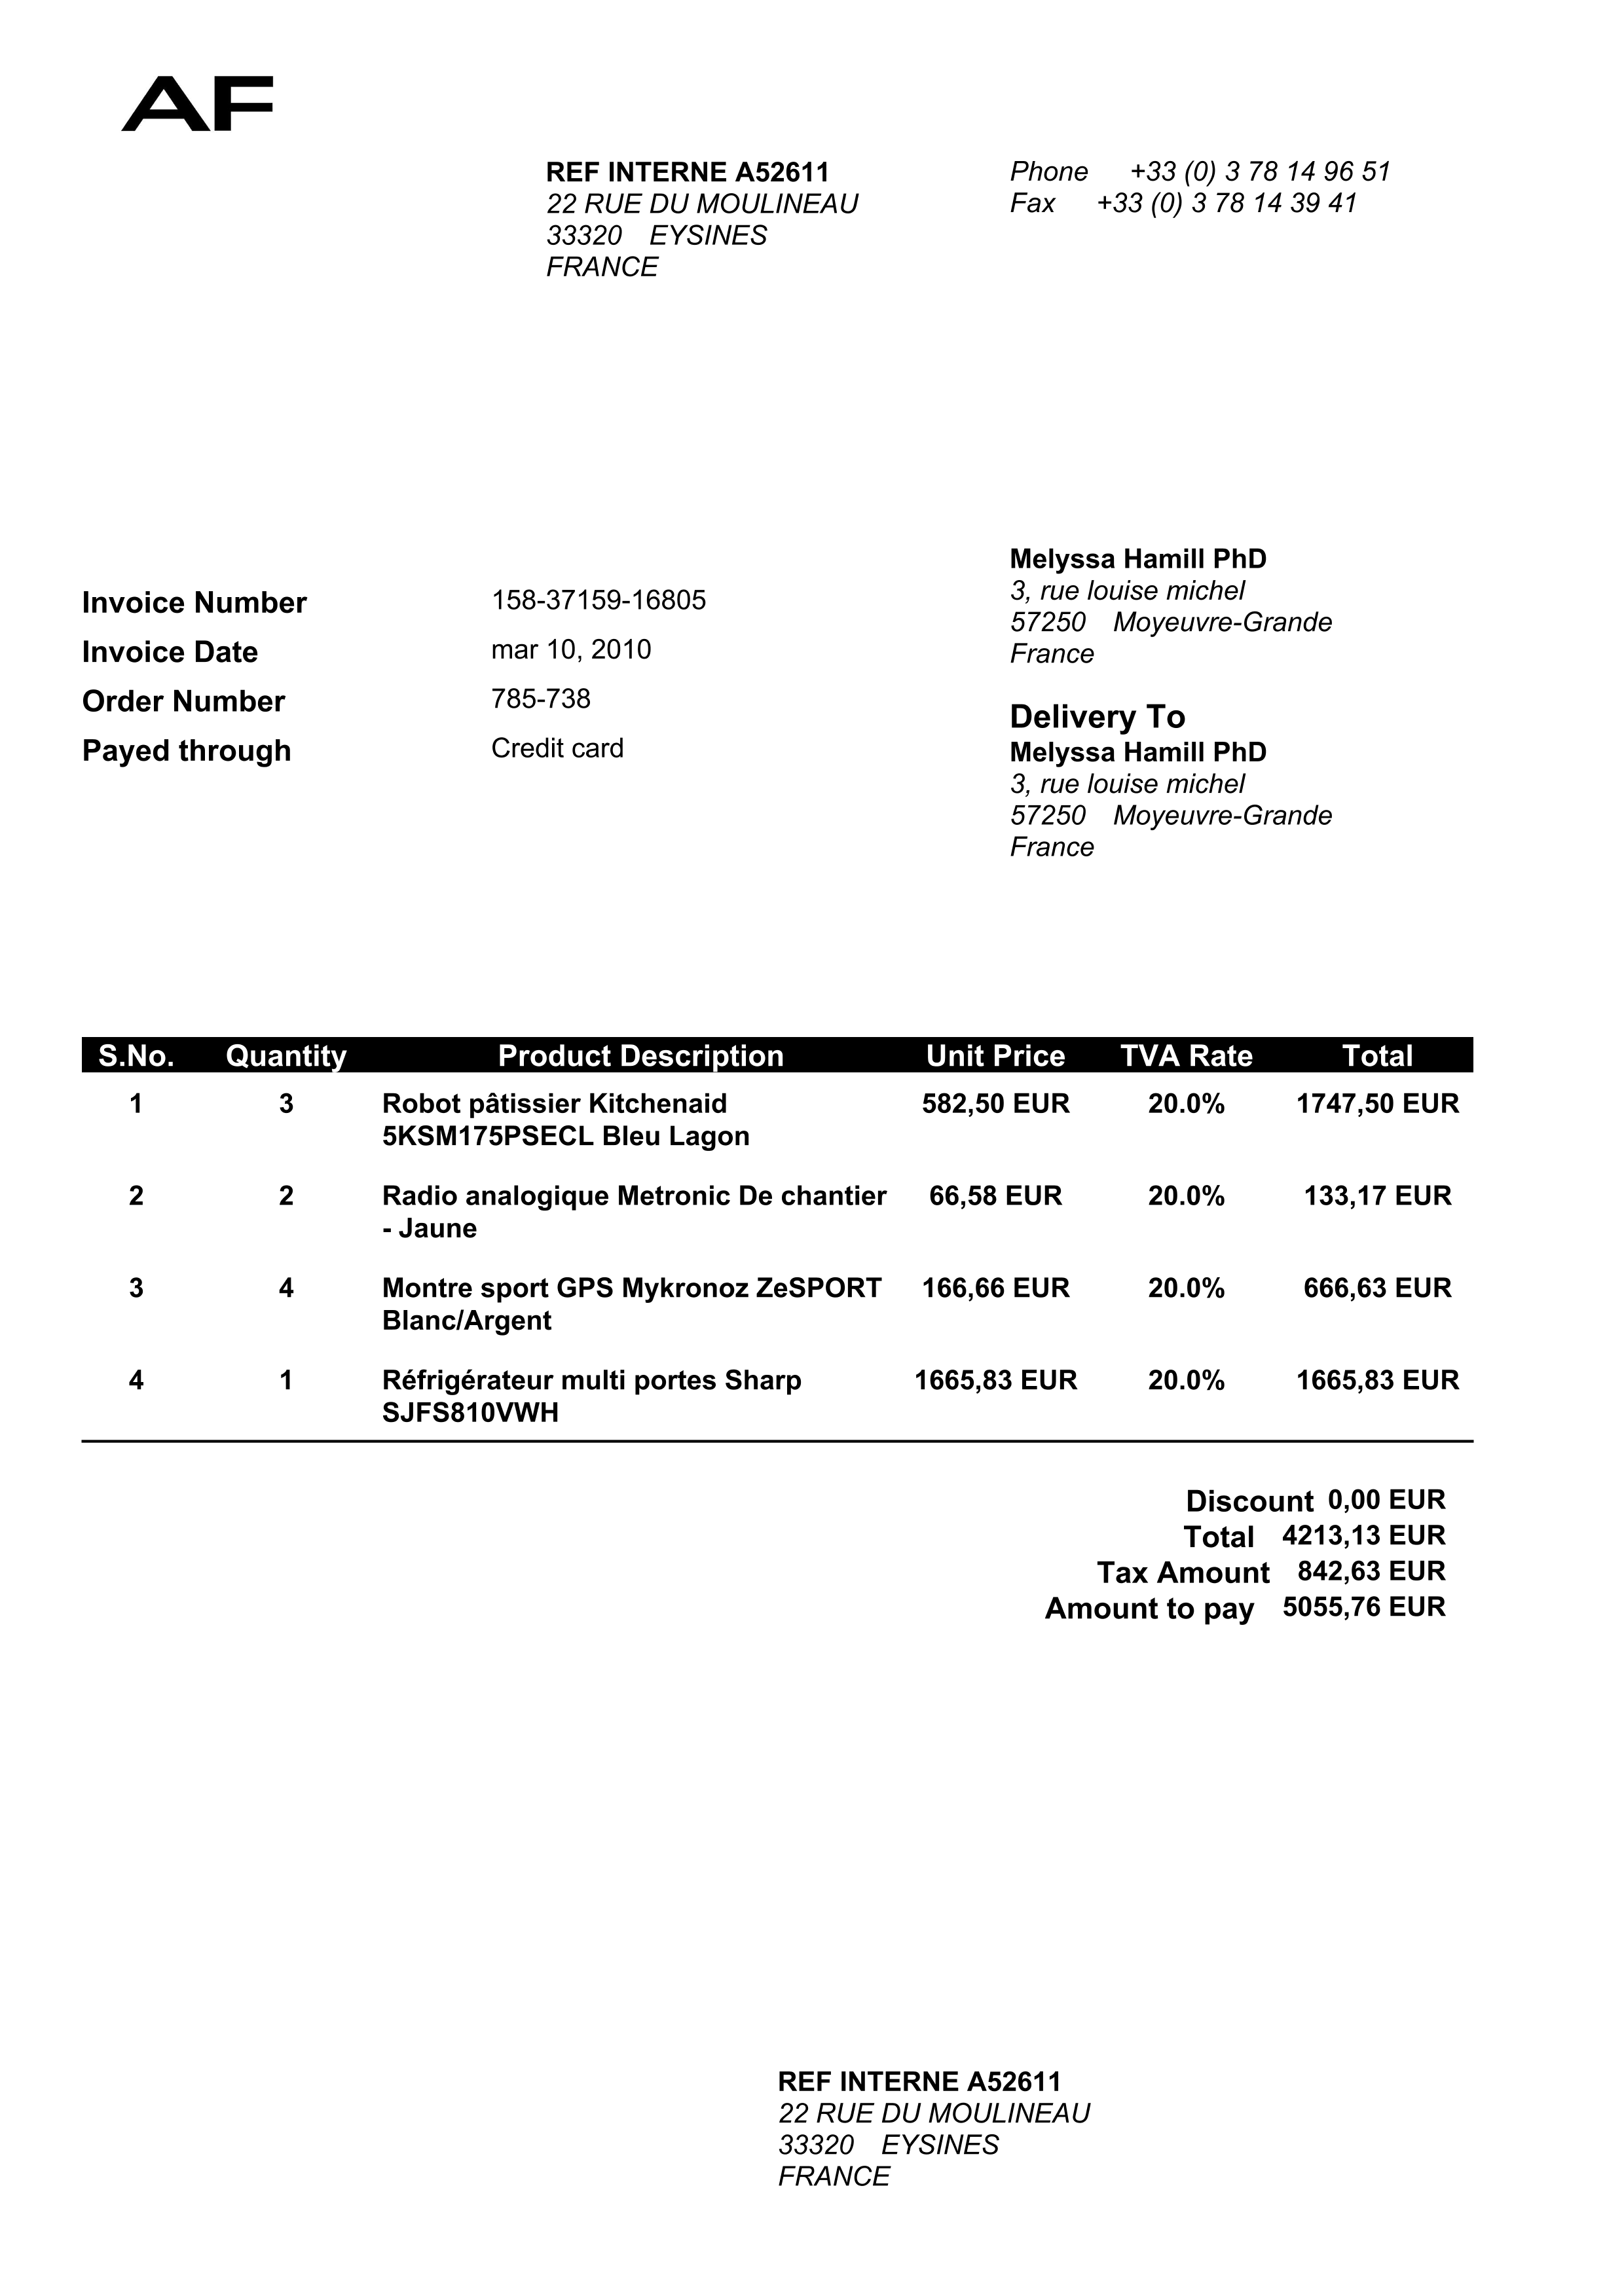 AF
REF INTERNE A52611
22 RUE DU MOULINEAU
33320 EYSINES
FRANCE
Phone +33 (0) 3 78 14 96 51
Fax +33 (0) 3 78 14 39 41
Invoice Number 158-37159-16805
Invoice Date mar 10, 2010
Order Number 785-738
Payed through Credit card
Melyssa Hamill PhD
3, rue louise michel
57250 Moyeuvre-Grande
France
Delivery To
Melyssa Hamill PhD
3, rue louise michel
57250 Moyeuvre-Grande
France
S.No. Quantity Product Description Unit Price TVA Rate Total
1 3 Robot pâtissier Kitchenaid 582,50 EUR 20.0% 1747,50 EUR
5KSM175PSECL Bleu Lagon
2 2 Radio analogique Metronic De chantier 66,58 EUR 20.0% 133,17 EUR
- Jaune
3 4 Montre sport GPS Mykronoz ZeSPORT 166,66 EUR 20.0% 666,63 EUR
Blanc/Argent
4 1 Réfrigérateur multi portes Sharp 1665,83 EUR 20.0% 1665,83 EUR
SJFS810VWH
Discount 0,00 EUR
Total 4213,13 EUR
Tax Amount 842,63 EUR
Amount to pay 5055,76 EUR
REF INTERNE A52611
22 RUE DU MOULINEAU
33320 EYSINES
FRANCE